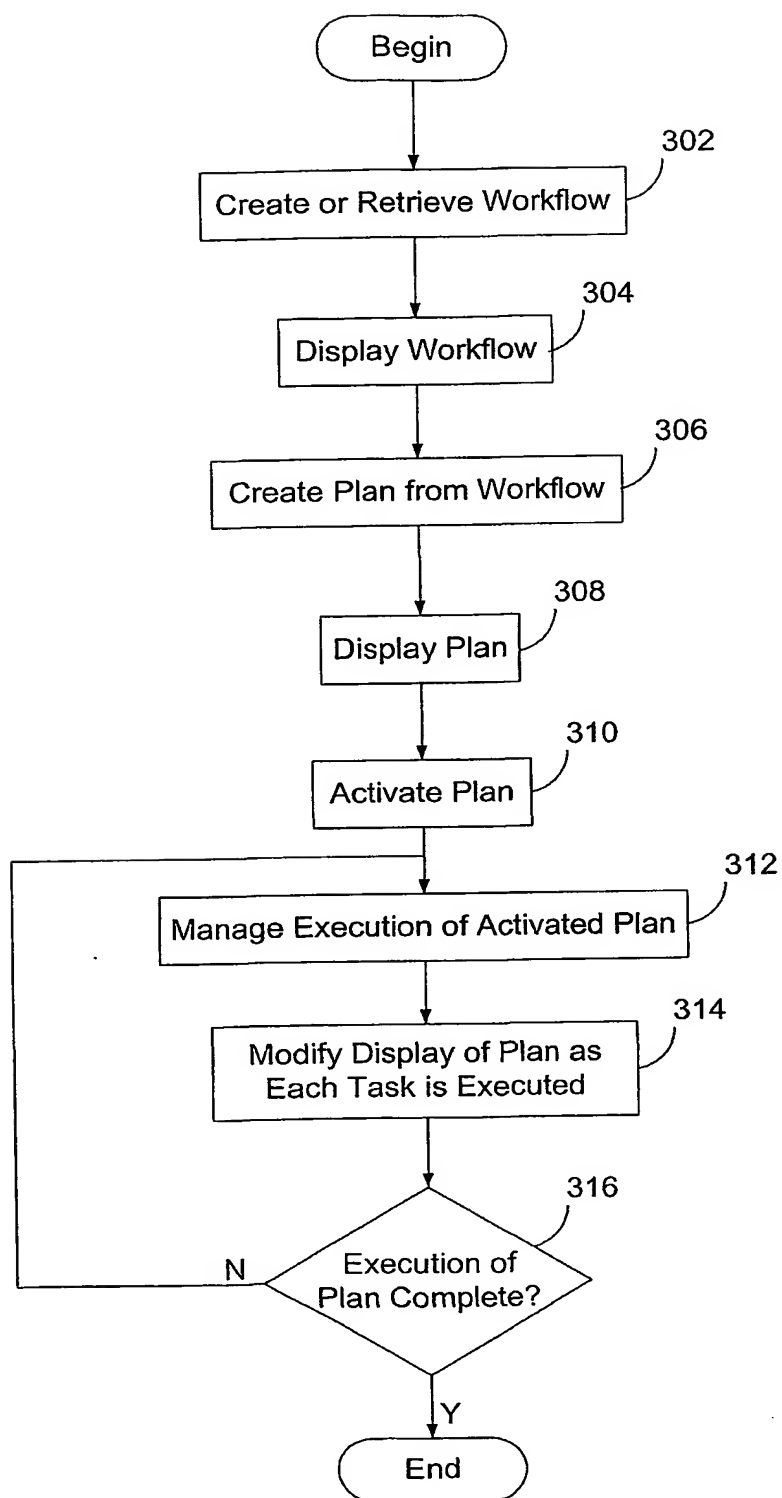 Begin
302
Create or Retrieve Workflow
304
Display Workflow
306
Create Plan from Workflow
308
Display Plan
310
Activate Plan
312
Manage Execution of Activated Plan
314
Modify Display of Plan as
Each Task is Executed
316
Execution of
Plan Complete?
N
Y
End